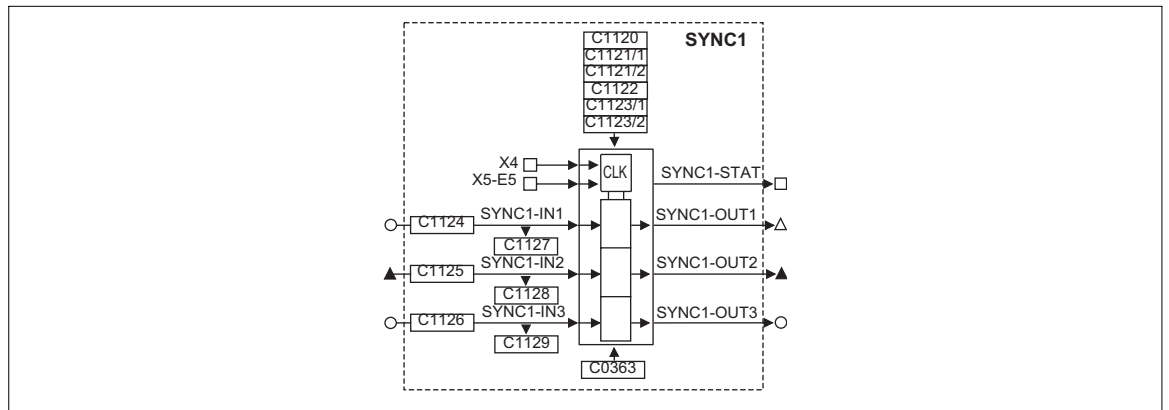 C1120
SYNC1
C1121/1
C1121/2
C1122
C1123/1
C1123/2
X4
CLK
SYNC1-STAT
X5-E5
C1124
SYNC1-IN1
SYNC1-OUT1
C1127
C1125
SYNC1-IN2
SYNC1-OUT2
C1128
C1126
SYNC1-IN3
SYNC1-OUT3
C1129
C0363